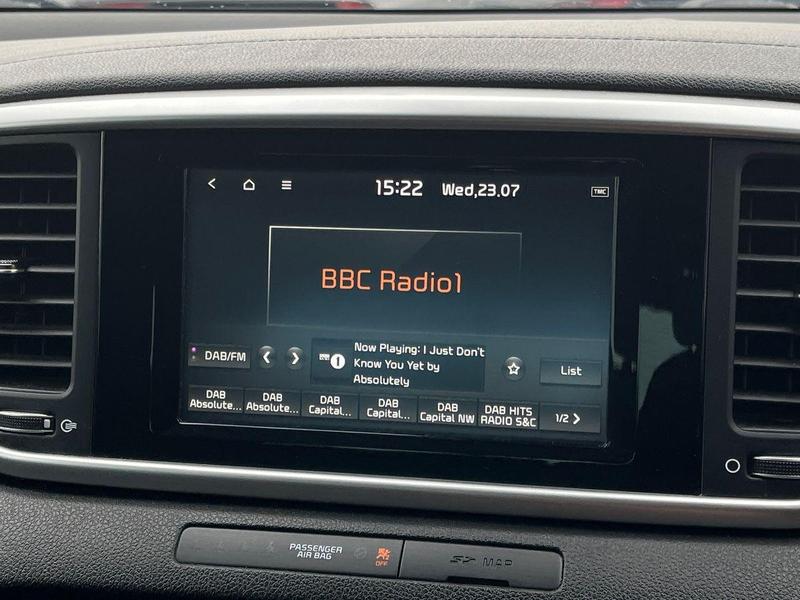 15:22 Wed,23.07 TMC
BBC Radio1
DAB/FM
1
Now Playing: I Just Don't
Know You Yet by
Absolutely
List
DAB
Absolute...
DAB
Absolute...
DAB
Capital...
DAB
Capital...
DAB
Capital NW
DAB HITS
RADIO S&C
1/2
PASSENGER
AIR BAG
OFF
MAP